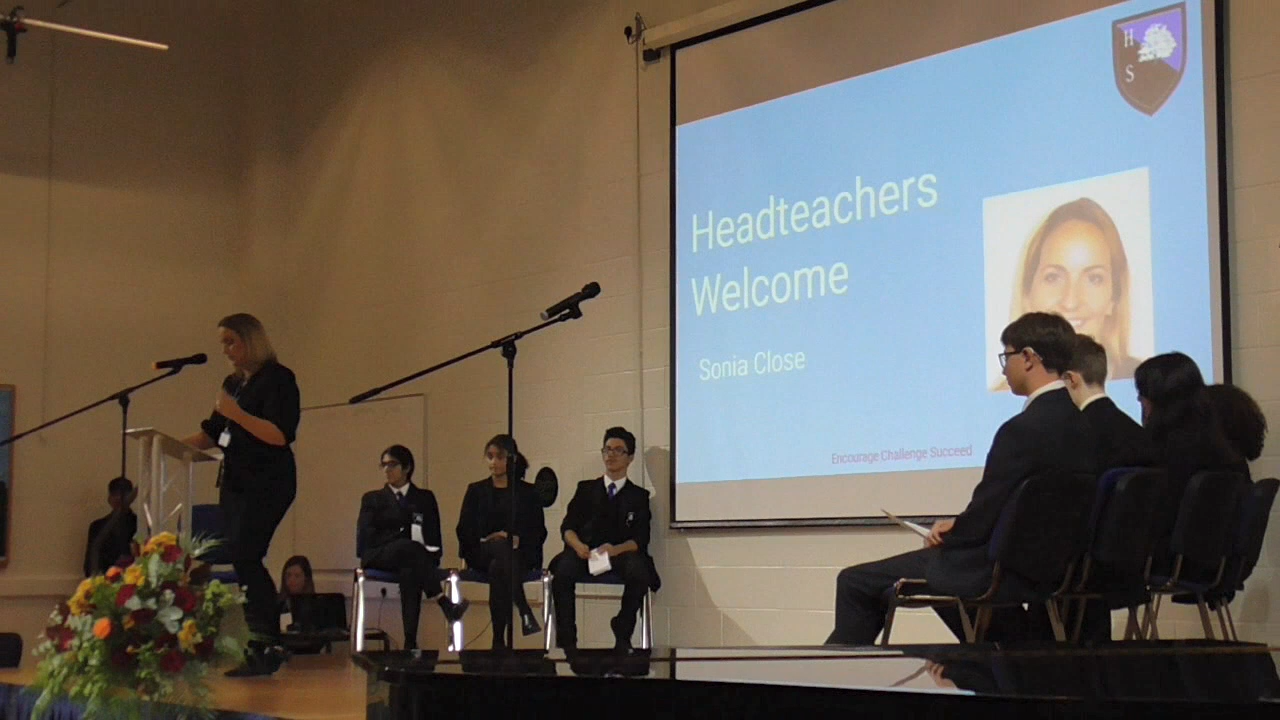 H
S
Headteachers
Welcome
Sonia Close
Encourage Challenge Succeed